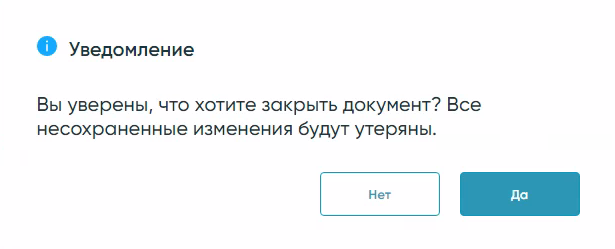 Уведомление
Вы уверены, что хотите закрыть документ? Все
несохраненные изменения будут утеряны.
Нет
Да